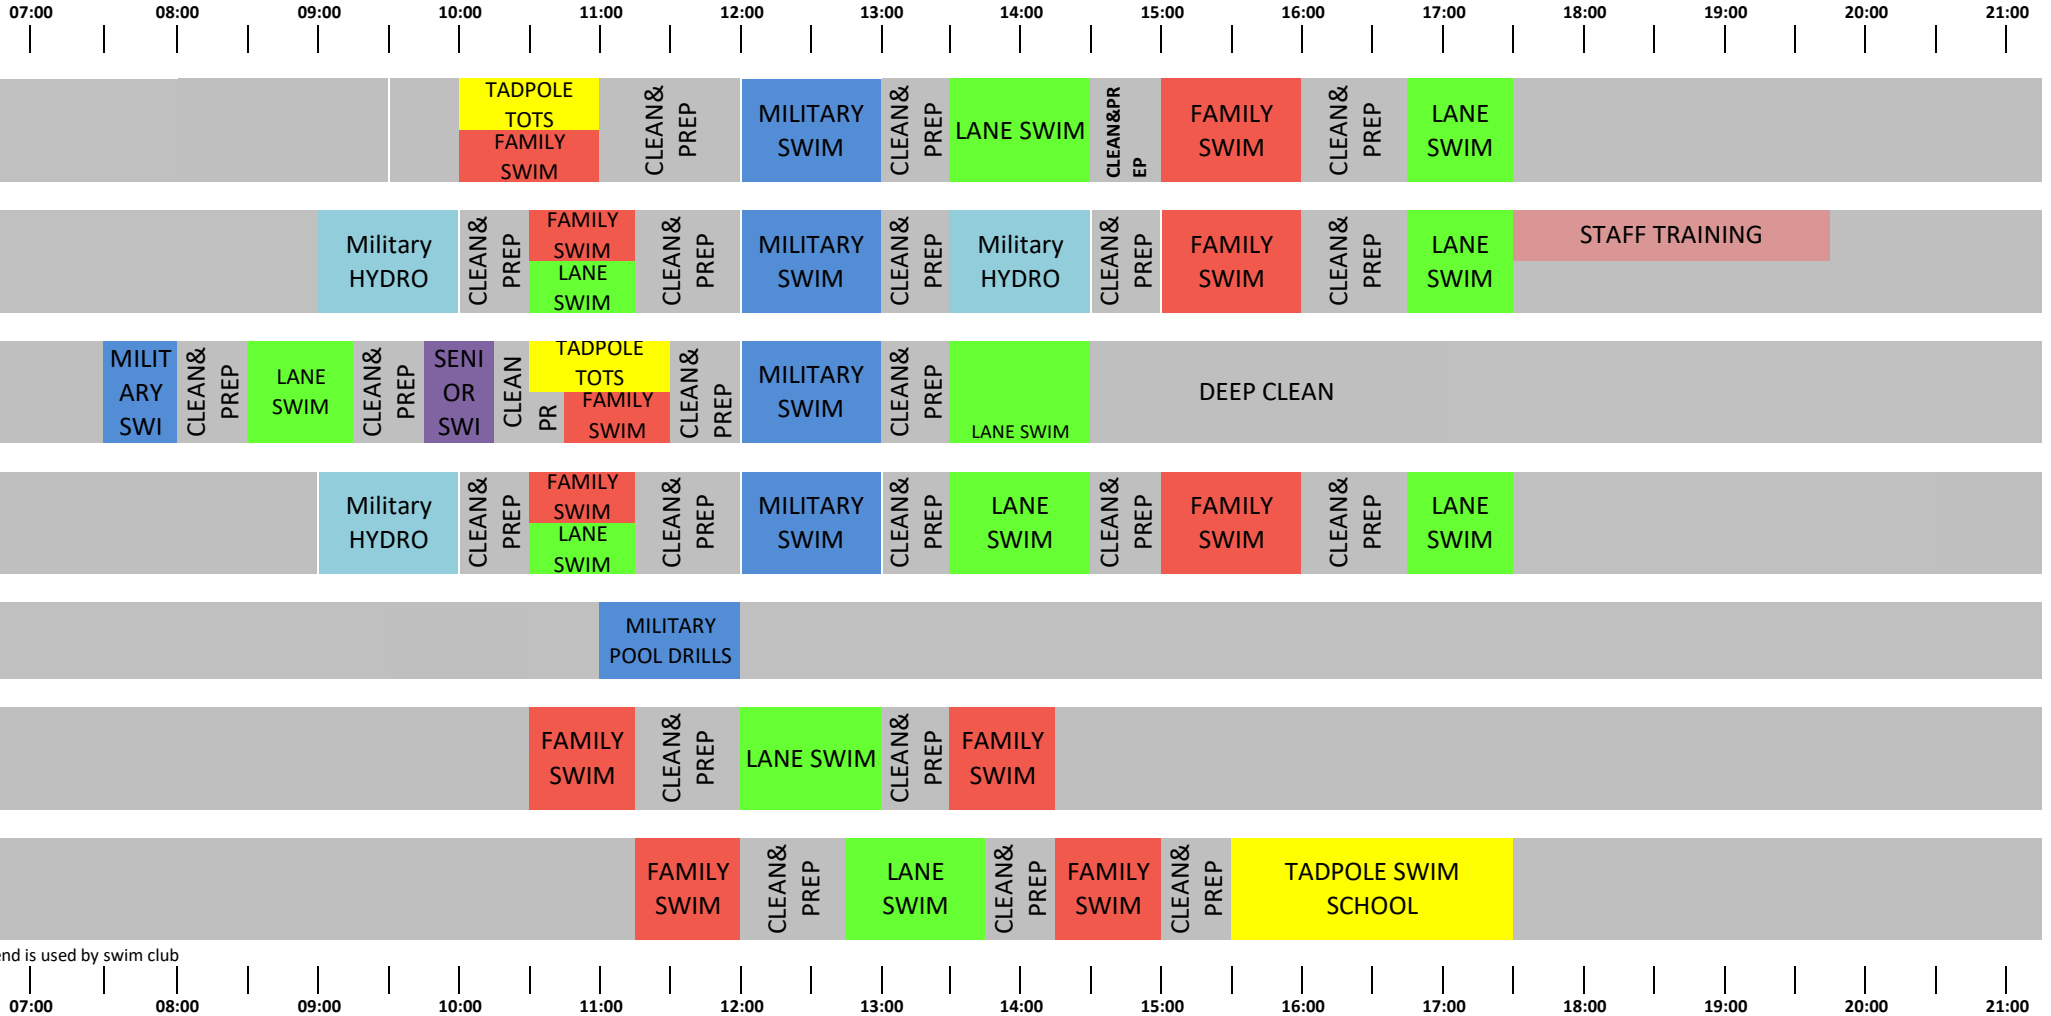 07:00 08:00 09:00 10:00 11:00 12:00 13:00 14:00 15:00 16:00 17:00 18:00 19:00 20:00 21:00
TADPOLE
TOTS
FAMILY
SWIM
CLEAN&
PREP
MILITARY
SWIM
CLEAN&
PREP
LANE SWIM
CLEAN&PR
EP
FAMILY
SWIM
CLEAN&
PREP
LANE
SWIM
Military
HYDRO
CLEAN&
PREP
FAMILY
SWIM
LANE
SWIM
CLEAN&
PREP
MILITARY
SWIM
CLEAN&
PREP
Military
HYDRO
CLEAN&
PREP
FAMILY
SWIM
CLEAN&
PREP
LANE
SWIM
STAFF TRAINING
MILIT
ARY
SWI
CLEAN&
PREP
LANE
SWIM
CLEAN&
PREP
SENI
OR
SWI
CLEAN
PR
TADPOLE
TOTS
FAMILY
SWIM
CLEAN&
PREP
MILITARY
SWIM
CLEAN&
PREP
LANE SWIM
DEEP CLEAN
Military
HYDRO
CLEAN&
PREP
FAMILY
SWIM
LANE
SWIM
CLEAN&
PREP
MILITARY
SWIM
CLEAN&
PREP
LANE
SWIM
CLEAN&
PREP
FAMILY
SWIM
CLEAN&
PREP
LANE
SWIM
MILITARY
POOL DRILLS
FAMILY
SWIM
CLEAN&
PREP
LANE SWIM
CLEAN&
PREP
FAMILY
SWIM
FAMILY
SWIM
CLEAN&
PREP
LANE
SWIM
CLEAN&
PREP
FAMILY
SWIM
CLEAN&
PREP
TADPOLE SWIM
SCHOOL
end is used by swim club
07:00 08:00 09:00 10:00 11:00 12:00 13:00 14:00 15:00 16:00 17:00 18:00 19:00 20:00 21:00